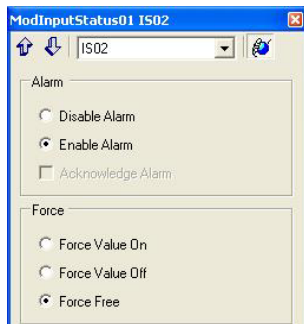 ModInputStatus01 IS02
IS02
Alarm
Disable Alarm
Enable Alarm
Acknowledge Alarm
Force
Force Value On
Force Value Off
Force Free